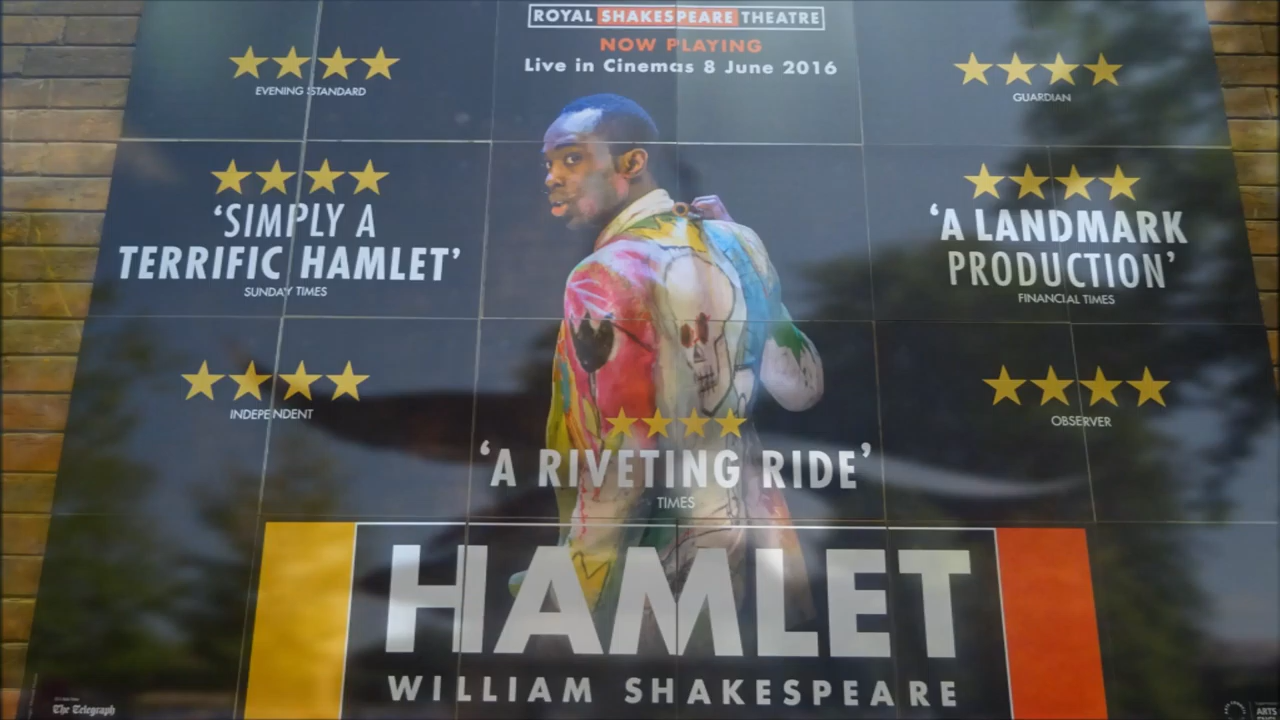 ROYAL SHAKESPEARE THEATRE
NOW PLAYING
Live in Cinemas 8 June 2016
EVENING STANDARD
GUARDIAN
‘SIMPLY A
TERRIFIC HAMLET’
SUNDAY TIMES
‘A LANDMARK
PRODUCTION’
FINANCIAL TIMES
INDEPENDENT
OBSERVER
‘A RIVETING RIDE’
TIMES
HAMLET
WILLIAM SHAKESPEARE
The Telegraph
ARTS